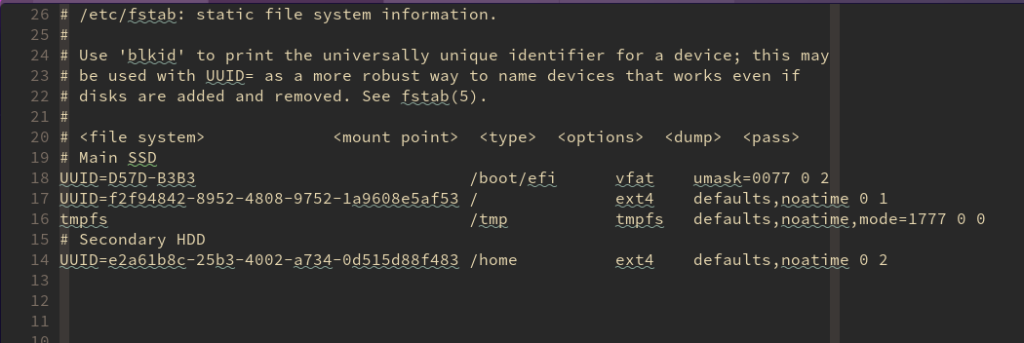 26 # /etc/fstab: static file system information.
25 #
24 # Use 'blkid' to print the universally unique identifier for a device; this may
23 # be used with UUID= as a more robust way to name devices that works even if
22 # disks are added and removed. See fstab(5).
21 #
20 # <file system> <mount point> <type> <options> <dump> <pass>
19 # Main SSD
18 UUID=D57D-B3B3 /boot/efi vfat umask=0077 0 2
17 UUID=f2f94842-8952-4808-9752-1a9608e5af53 / ext4 defaults,noatime 0 1
16 tmpfs /tmp tmpfs defaults,noatime,mode=1777 0 0
15 # Secondary HDD
14 UUID=e2a61b8c-25b3-4002-a734-0d515d88f483 /home ext4 defaults,noatime 0 2
13
12
11
10